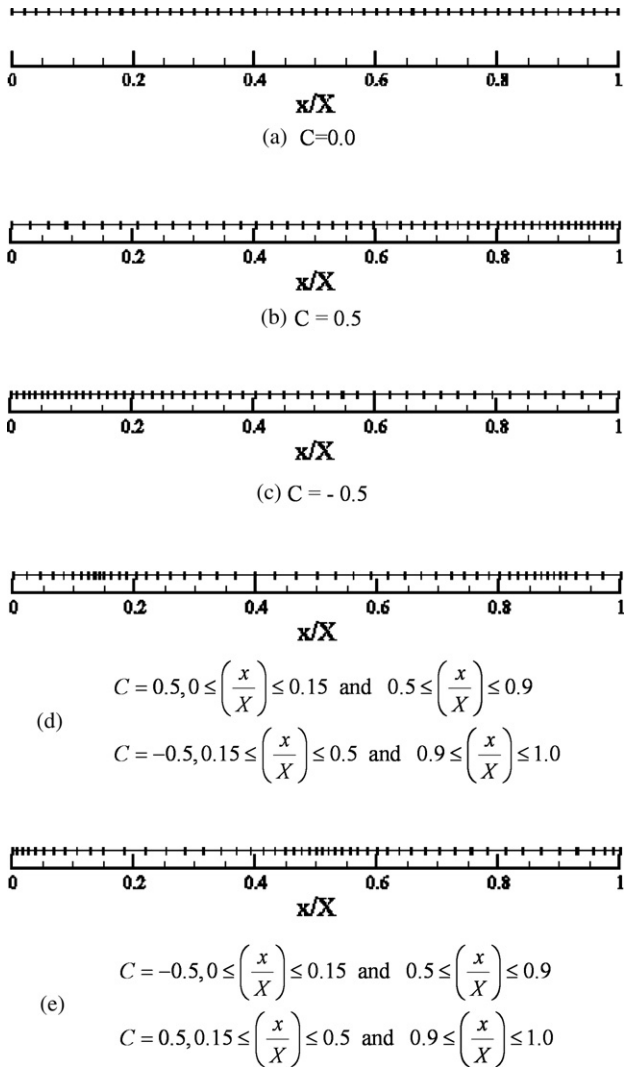 0 0.2 0.4 0.6 0.8 1
x/X
(a) C=0.0
0 0.2 0.4 0.6 0.8 1
x/X
(b) C = 0.5
0 0.2 0.4 0.6 0.8 1
x/X
(c) C = - 0.5
0 0.2 0.4 0.6 0.8 1
x/X
C = 0.5, 0 ≤ (x/X) ≤ 0.15 and 0.5 ≤ (x/X) ≤ 0.9
(d)
C = −0.5, 0.15 ≤ (x/X) ≤ 0.5 and 0.9 ≤ (x/X) ≤ 1.0
0 0.2 0.4 0.6 0.8 1
x/X
C = −0.5, 0 ≤ (x/X) ≤ 0.15 and 0.5 ≤ (x/X) ≤ 0.9
(e)
C = 0.5, 0.15 ≤ (x/X) ≤ 0.5 and 0.9 ≤ (x/X) ≤ 1.0